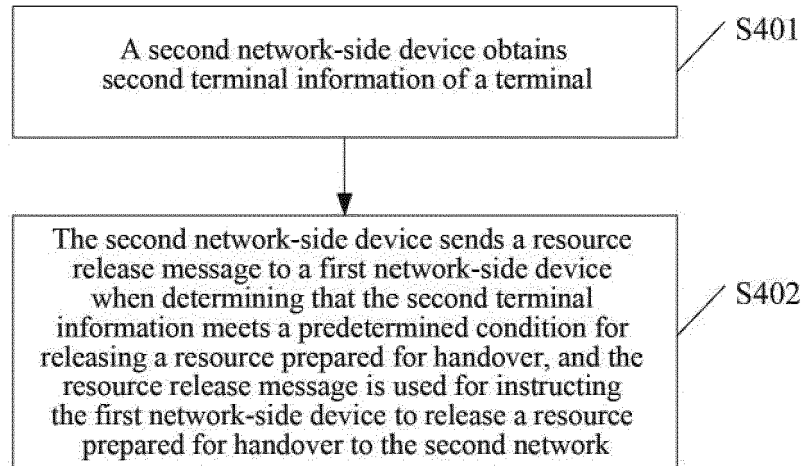 A second network-side device obtains
second terminal information of a terminal
S401
The second network-side device sends a resource
release message to a first network-side device
when determining that the second terminal
information meets a predetermined condition for
releasing a resource prepared for handover, and the
resource release message is used for instructing
the first network-side device to release a resource
prepared for handover to the second network
S402